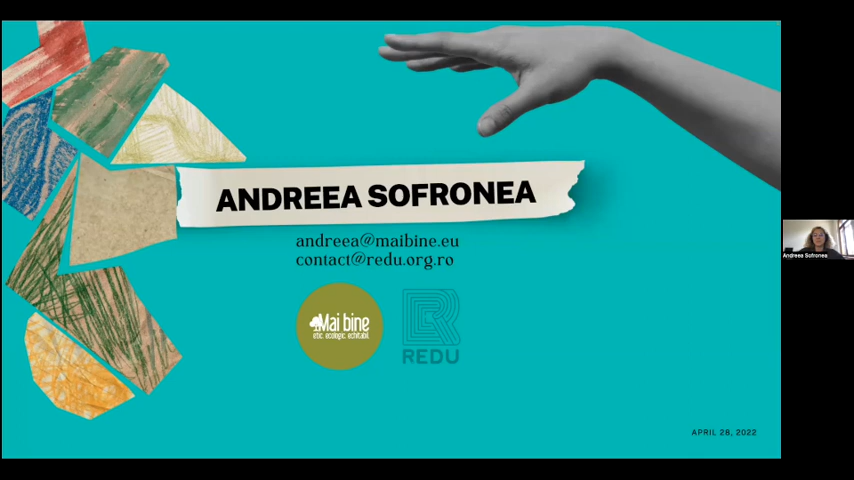 ANDREEA SOFRONEA
andreea@maibine.eu
contact@redu.org.ro
Mai bine
etic ecologic echitabil
REDU
APRIL 28, 2022
Andreea Sofronea